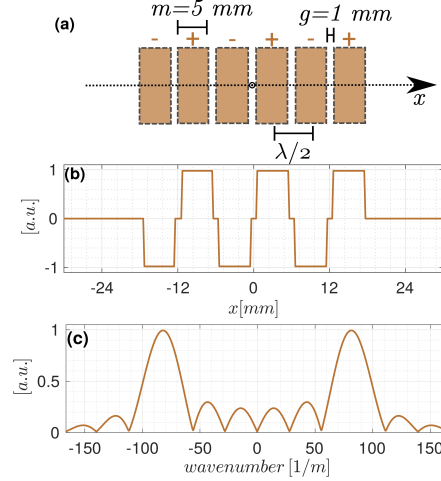 (a)
m=5 mm
g=1 mm
- + - + - +
x
λ/2
(b)
1
0
-1
[a.u.]
-24 -12 0 12 24
x[mm]
(c)
1
0.5
0
[a.u.]
-150 -100 -50 0 50 100 150
wavenumber [1/m]